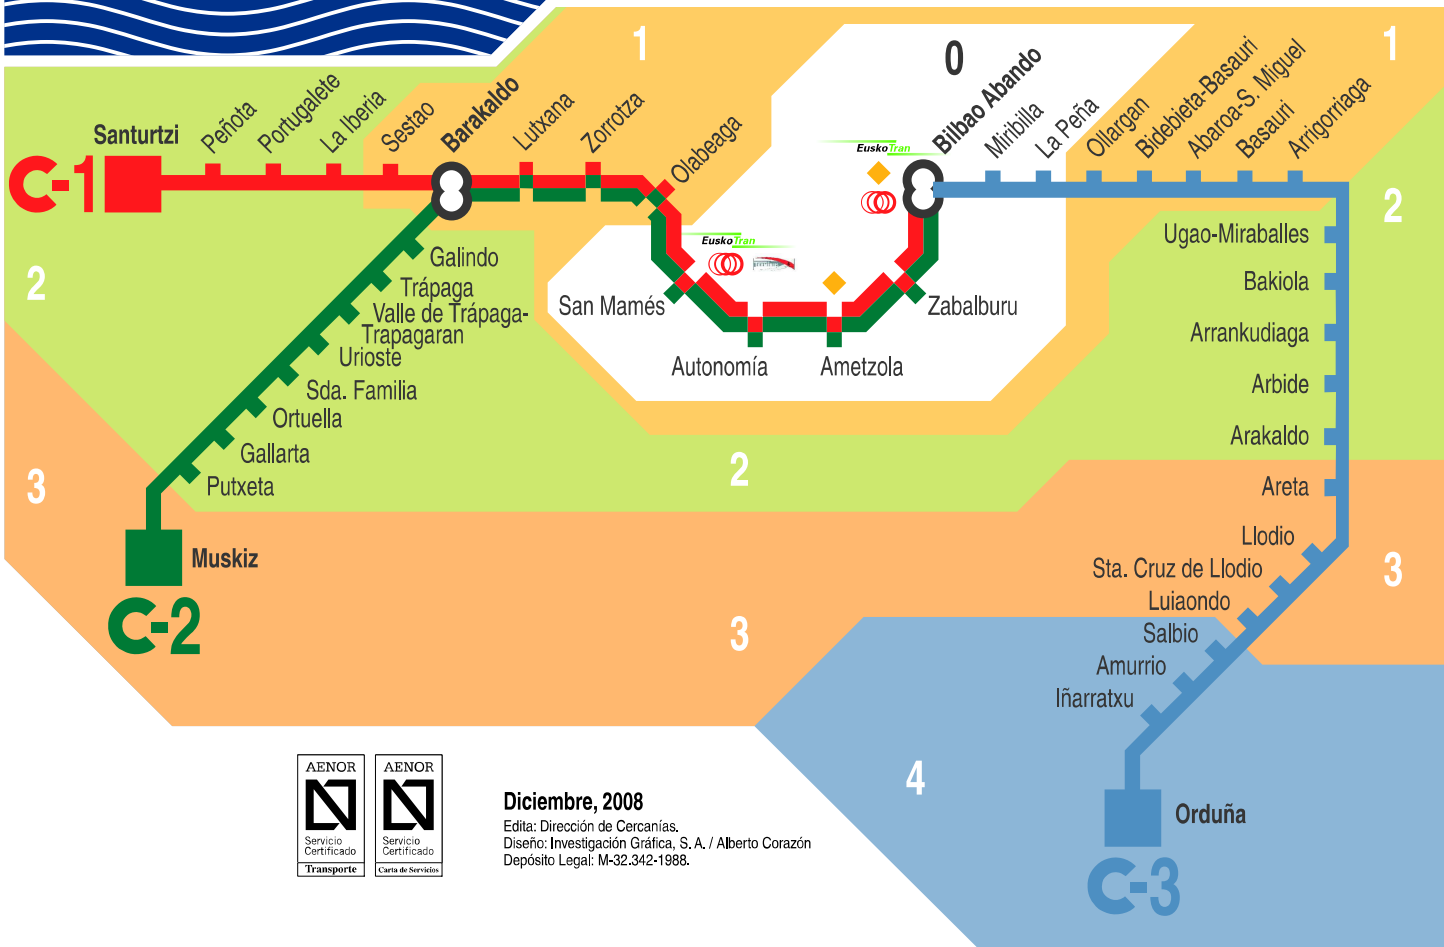 1
0
1
Santurtzi
Peñota
Portugalete
La Iberia
Sestao
Barakaldo
Lutxana
Zorrotza
Olabeaga
EuskoTran
Bilbao Abando
Miribilla
La Peña
Ollargan
Bidebieta-Basauri
Abaroa-S. Miguel
Basauri
Arrigorriaga
C-1
2
2
EuskoTran
San Mamés
Autonomía
Ametzola
Zabalburu
Galindo
Trápaga
Valle de Trápaga-
Trapagaran
Urioste
Sda. Familia
Ortuella
Gallarta
Putxeta
Muskiz
C-2
3
2
3
3
Ugao-Miraballes
Bakiola
Arrankudiaga
Arbide
Arakaldo
Areta
Llodio
Sta. Cruz de Llodio
Luiaondo
Salbio
Amurrio
Iñarratxu
4
Orduña
C-3
AENOR
Servicio
Certificado
Transporte
AENOR
Servicio
Certificado
Carta de Servicios
Diciembre, 2008
Edita: Dirección de Cercanías.
Diseño: Investigación Gráfica, S. A. / Alberto Corazón
Depósito Legal: M-32.342-1988.